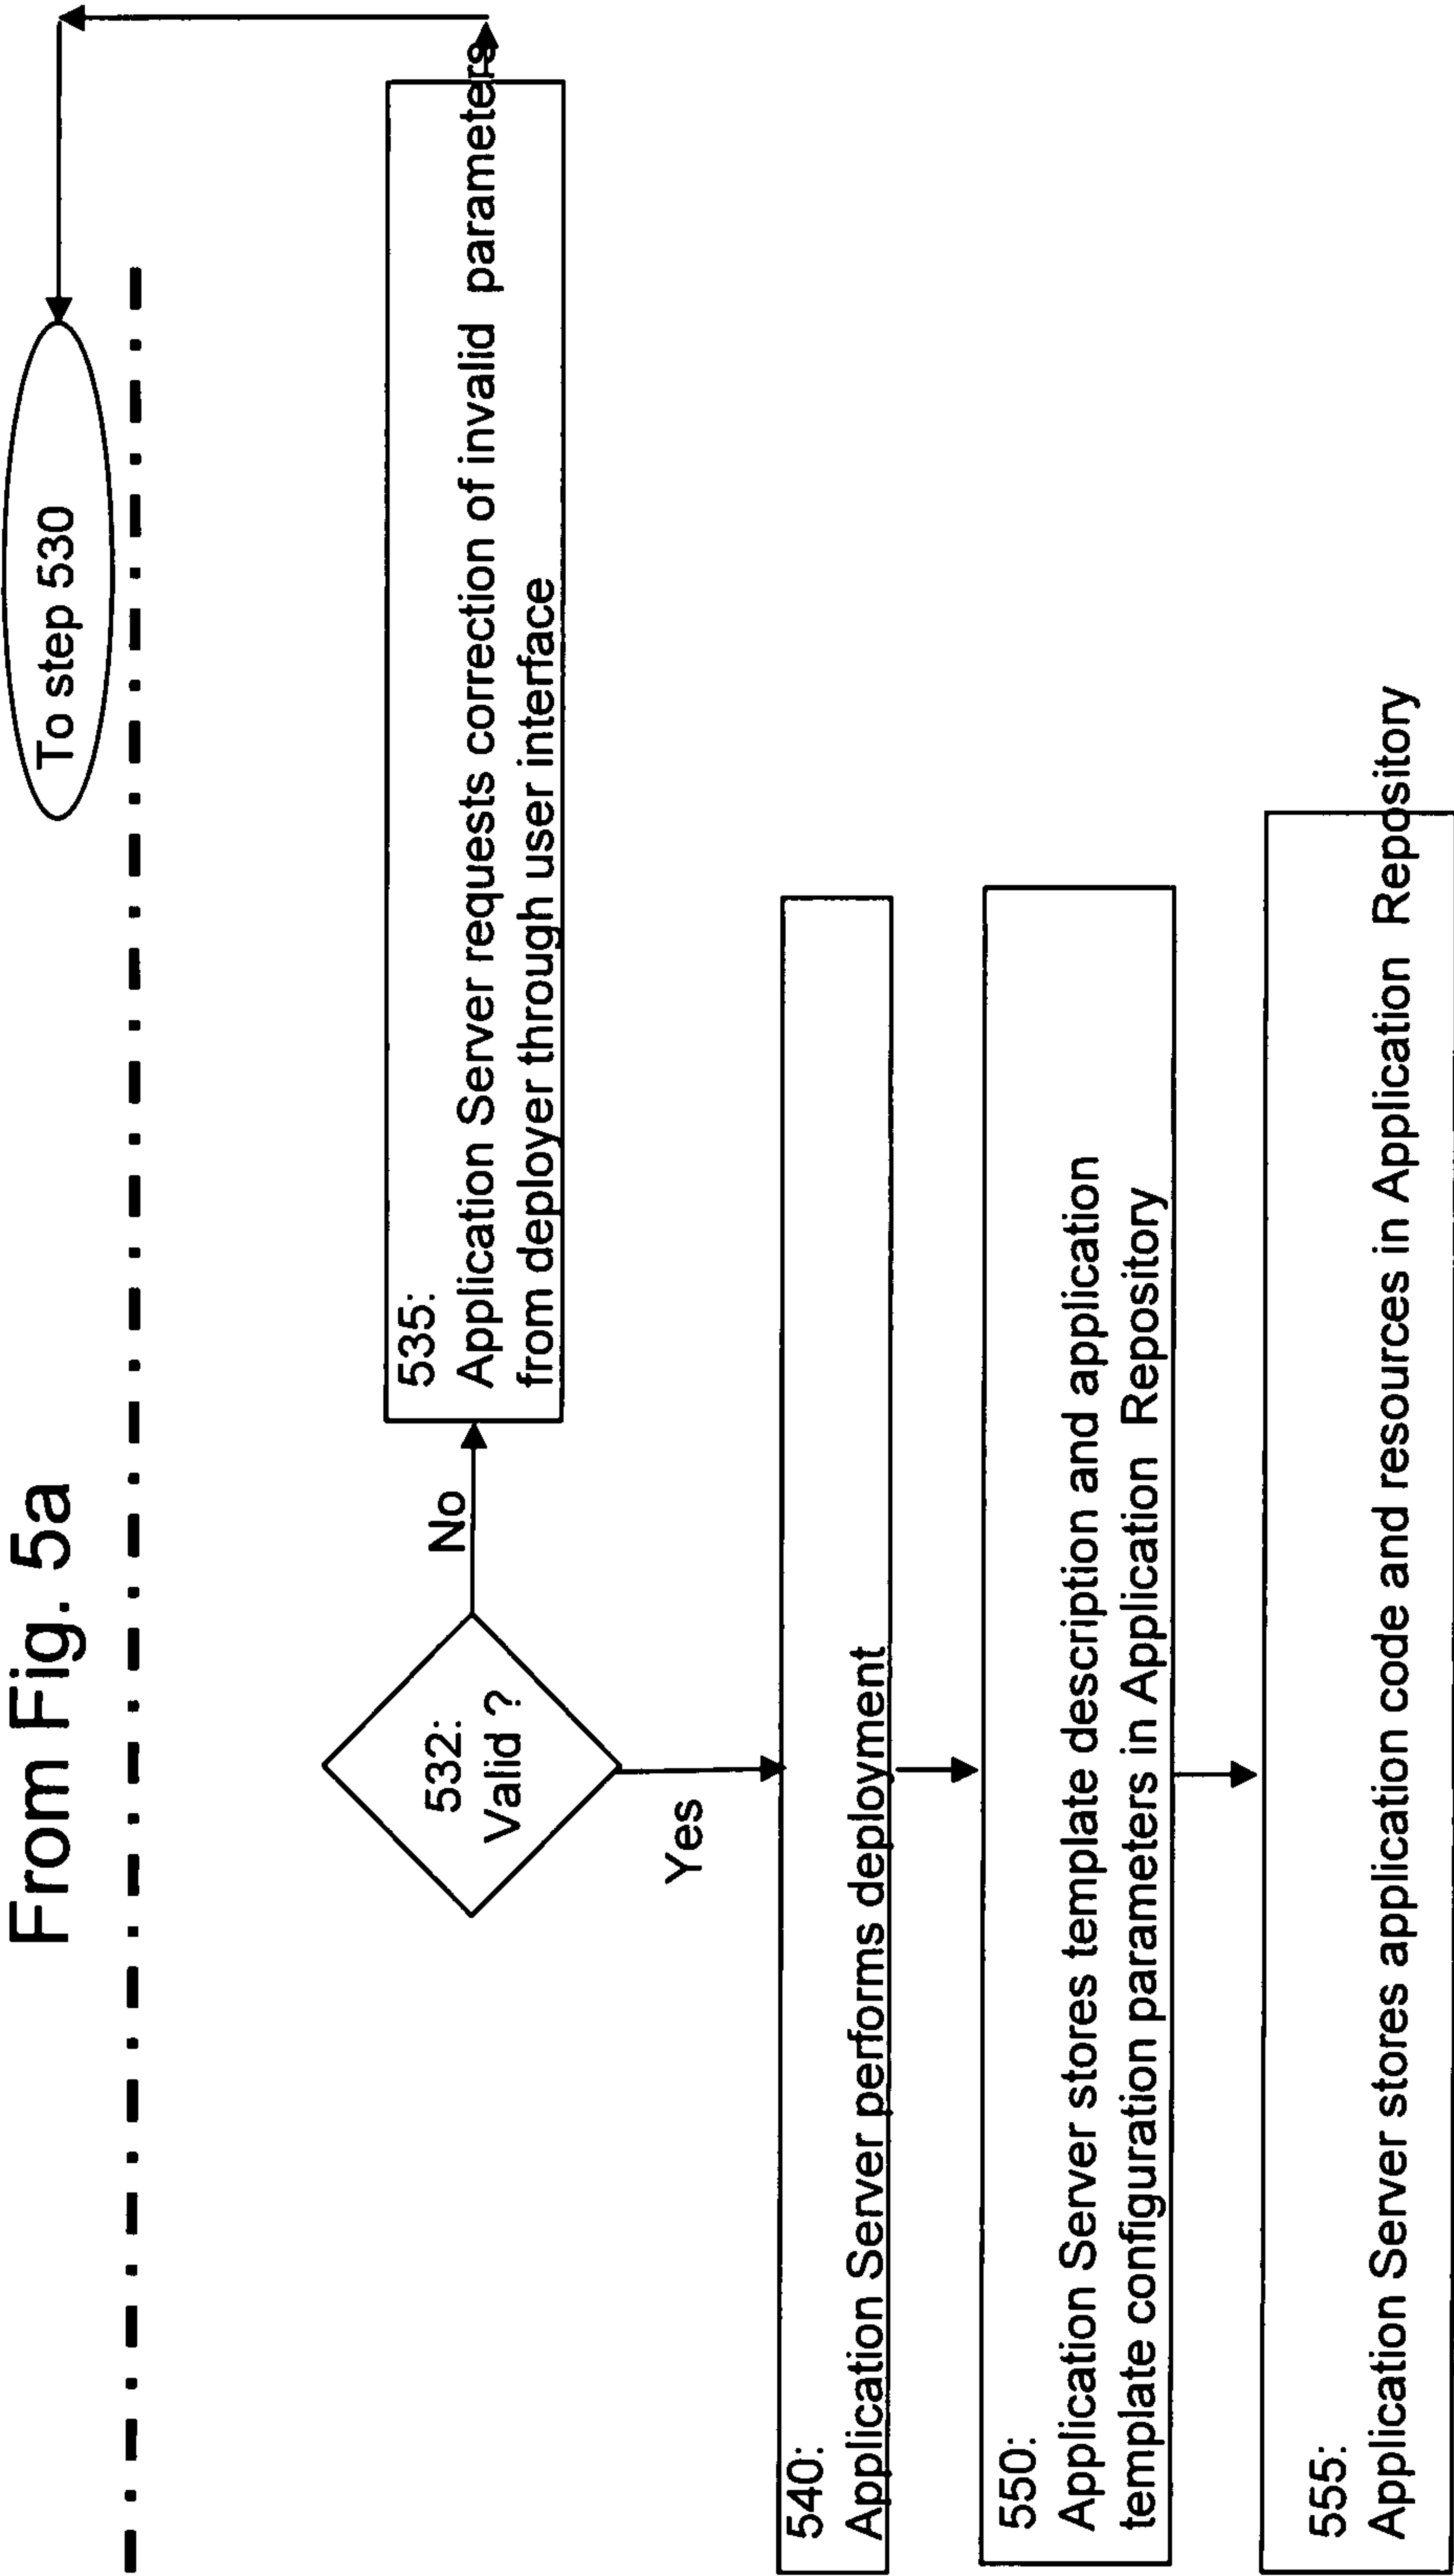 From Fig. 5a
To step 530
532:
Valid ?
No
535:
Application Server requests correction of invalid parameters
from deployer through user interface
Yes
540:
Application Server performs deployment
550:
Application Server stores template description and application
template configuration parameters in Application Repository
555:
Application Server stores application code and resources in Application Repository